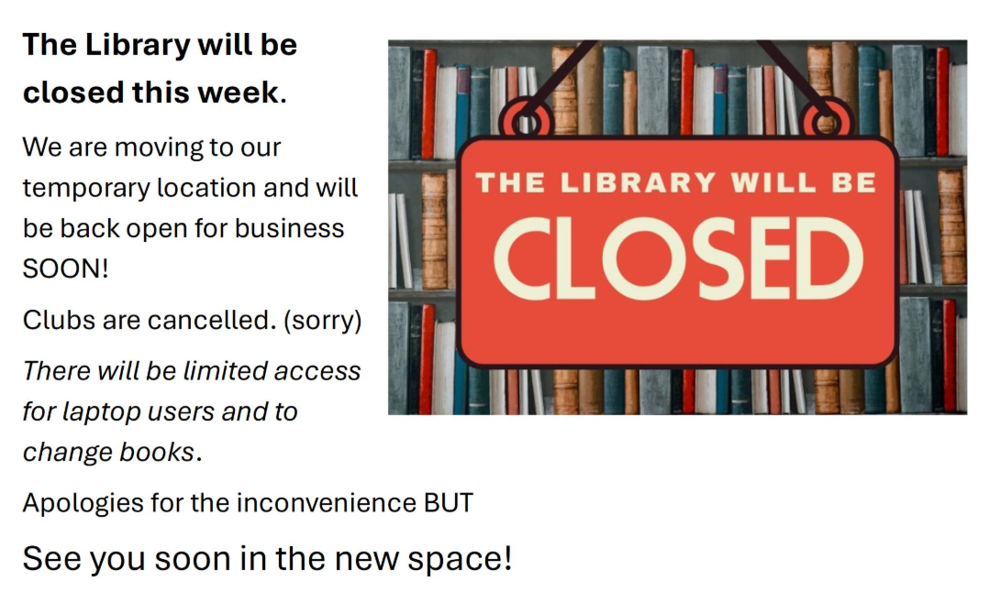 The Library will be
closed this week.
We are moving to our
temporary location and will
be back open for business
SOON!
Clubs are cancelled. (sorry)
There will be limited access
for laptop users and to
change books.
Apologies for the inconvenience BUT
See you soon in the new space!
THE LIBRARY WILL BE
CLOSED